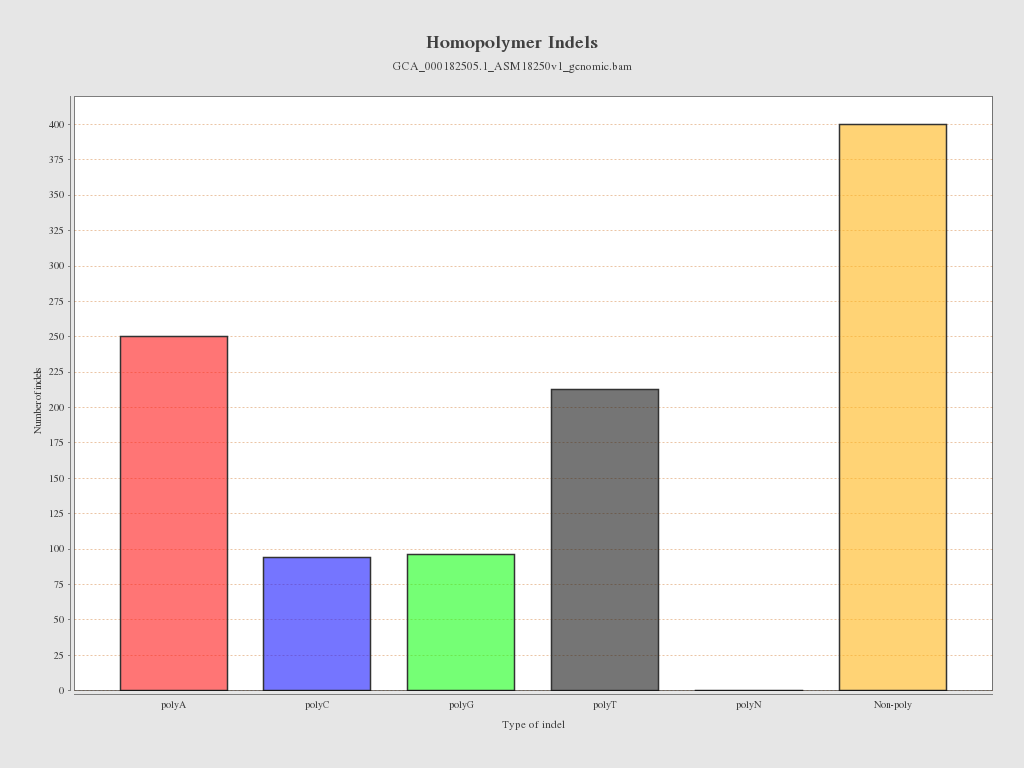 Homopolymer Indels
GCA_000182505.1_ASM18250v1_genomic.bam
400
375
350
325
300
275
250
225
200
175
150
125
100
75
50
25
0
Number of indels
polyA
polyC
polyG
polyT
polyN
Non-poly
Type of indel